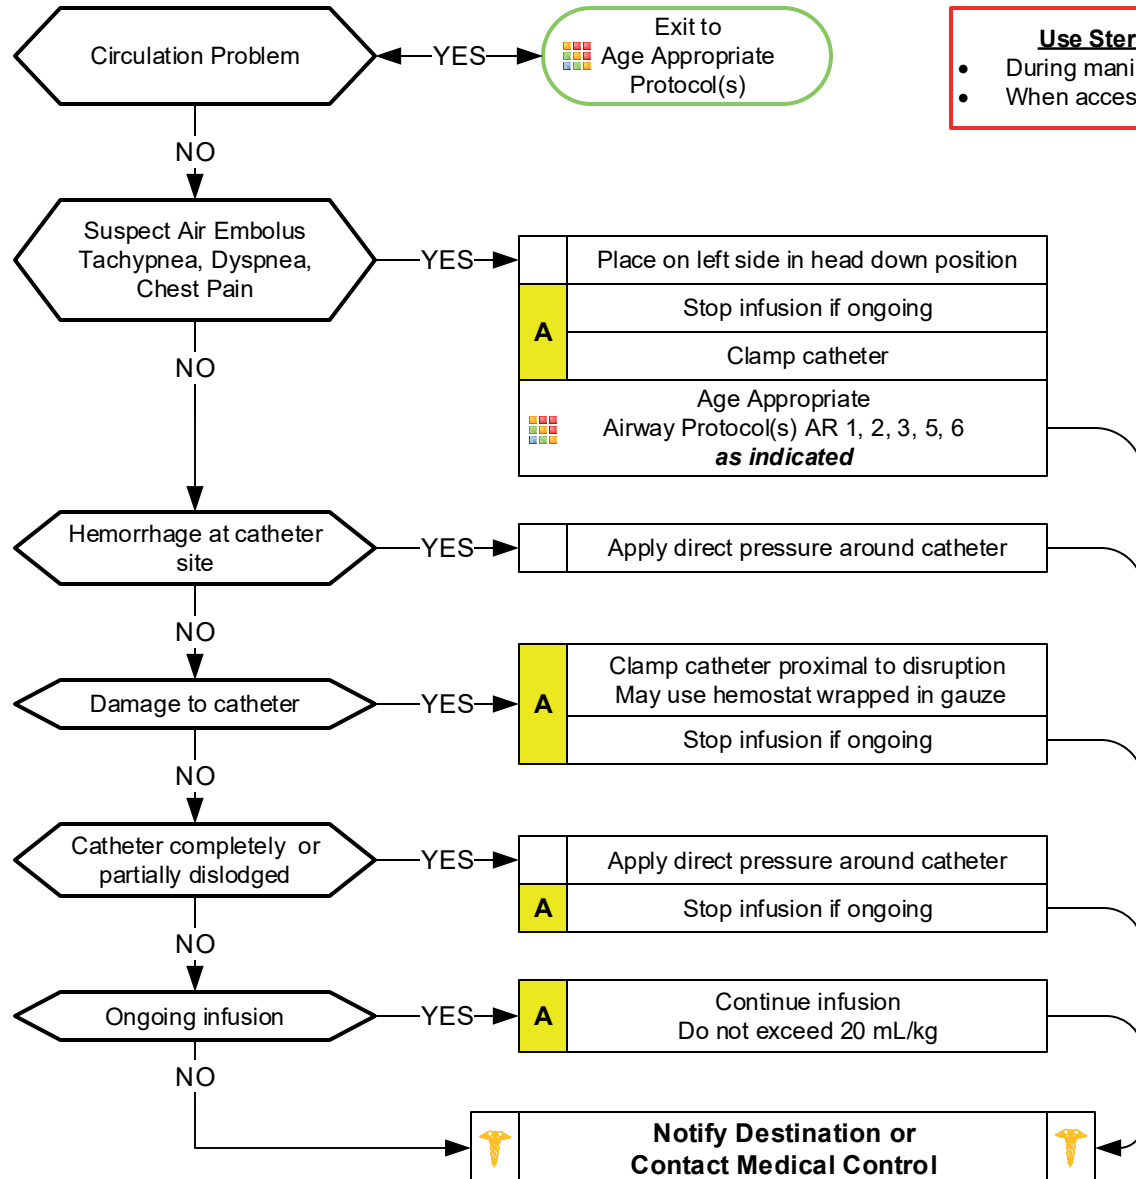 Circulation Problem
YES
Exit to
Age Appropriate
Protocol(s)
•
During mani
•
When acces
NO
Suspect Air Embolus
Tachypnea, Dyspnea,
Chest Pain
YES
Place on left side in head down position
A
Stop infusion if ongoing
Clamp catheter
Age Appropriate
Airway Protocol(s) AR 1, 2, 3, 5, 6
as indicated
NO
Hemorrhage at catheter
site
YES
Apply direct pressure around catheter
NO
Damage to catheter
YES
A
Clamp catheter proximal to disruption
May use hemostat wrapped in gauze
Stop infusion if ongoing
NO
Catheter completely or
partially dislodged
YES
Apply direct pressure around catheter
A
Stop infusion if ongoing
NO
Ongoing infusion
YES
A
Continue infusion
Do not exceed 20 mL/kg
NO
Notify Destination or
Contact Medical Control
Use Ster